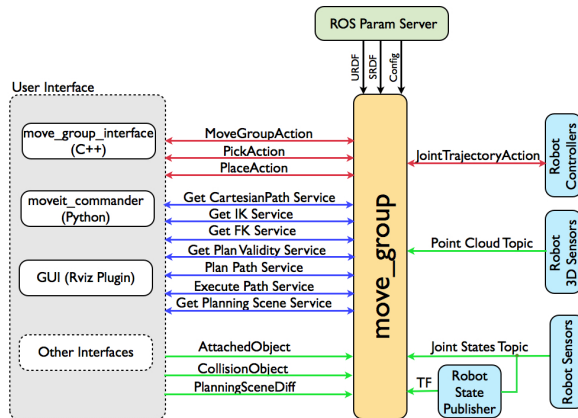 ROS Param Server
URDF
SRDF
Config
User Interface
move_group_interface
(C++)
moveit_commander
(Python)
GUI (Rviz Plugin)
Other Interfaces
MoveGroupAction
PickAction
PlaceAction
Get CartesianPath Service
Get IK Service
Get FK Service
Get Plan Validity Service
Plan Path Service
Execute Path Service
Get Planning Scene Service
AttachedObject
CollisionObject
PlanningSceneDiff
move_group
JointTrajectoryAction
Robot
Controllers
Point Cloud Topic
Robot
3D Sensors
Joint States Topic
TF
Robot
State
Publisher
Robot Sensors